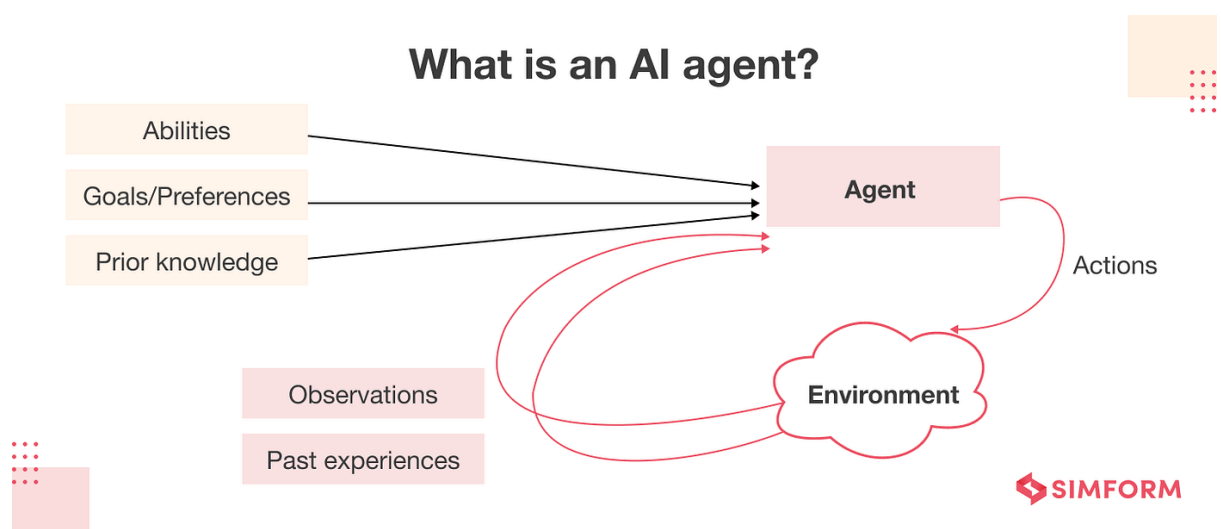 What is an AI agent?
Abilities
Goals/Preferences
Prior knowledge
Agent
Actions
Environment
Observations
Past experiences
SIMFORM